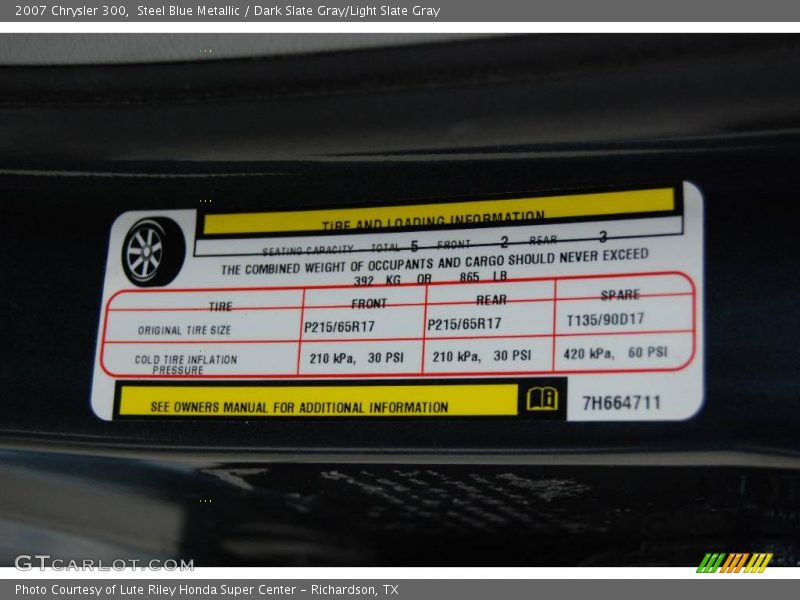 2007 Chrysler 300, Steel Blue Metallic / Dark Slate Gray/Light Slate Gray
TIRE AND LOADING INFORMATION
SEATING CAPACITY TOTAL 5 FRONT 2 REAR 3
THE COMBINED WEIGHT OF OCCUPANTS AND CARGO SHOULD NEVER EXCEED
392 KG OR 865 LB
TIRE FRONT REAR SPARE
ORIGINAL TIRE SIZE P215/65R17 P215/65R17 T135/90D17
COLD TIRE INFLATION PRESSURE 210 kPa, 30 PSI 210 kPa, 30 PSI 420 kPa, 60 PSI
SEE OWNERS MANUAL FOR ADDITIONAL INFORMATION
7H664711
GTCARLOT.COM
Photo Courtesy of Lute Riley Honda Super Center - Richardson, TX